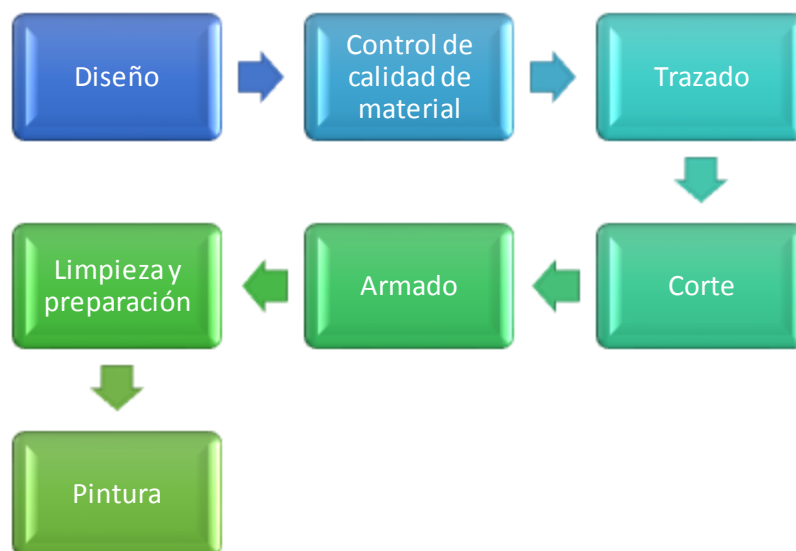 Diseño
Control de
calidad de
material
Trazado
Corte
Armado
Limpieza y
preparación
Pintura